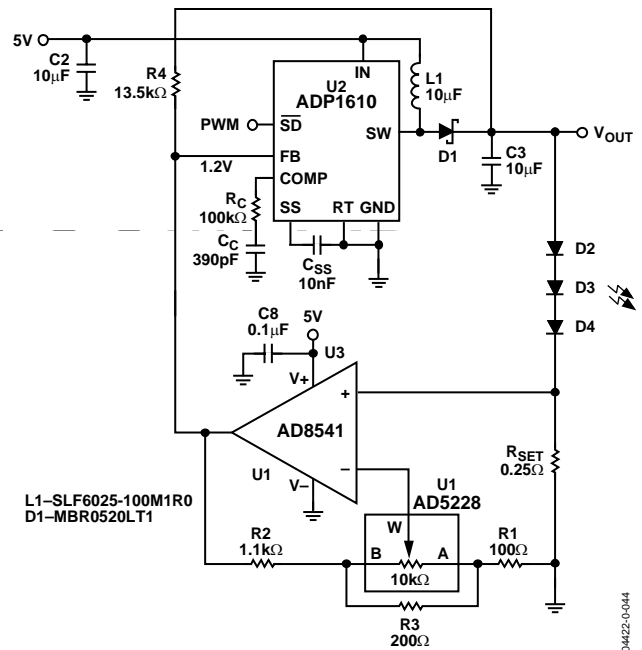 5V
C2
10µF
R4
13.5kΩ
U2
ADP1610
IN
L1
10µF
PWM
SD
SW
VOUT
1.2V
FB
D1
C3
10µF
COMP
RC
100kΩ
SS
RT
GND
CC
390pF
CSS
10nF
D2
D3
D4
C8
0.1µF
5V
U3
V+
+
AD8541
RSET
0.25Ω
U1
V–
–
U1
AD5228
L1–SLF6025-100M1R0
D1–MBR0520LT1
W
R2
1.1kΩ
B
A
R1
100Ω
10kΩ
R3
200Ω
04422-0-044